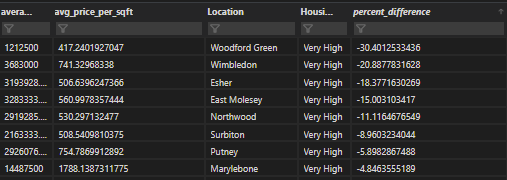 avera... avg_price_per_sqft Location Housi... percent_difference
1212500 417.2401927047 Woodford Green Very High -30.4012533436
3683000 741.32968338 Wimbledon Very High -20.8877831628
3193928.... 506.6396247366 Esher Very High -18.3771630269
3283333.... 560.9978357444 East Molesey Very High -15.003103417
2919285.... 530.297132477 Northwood Very High -11.1164676549
2163333.... 508.5409810375 Surbiton Very High -8.9603234044
2926076.... 754.7869912892 Putney Very High -5.8982867488
14487500 1788.1387311775 Marylebone Very High -4.8463555189